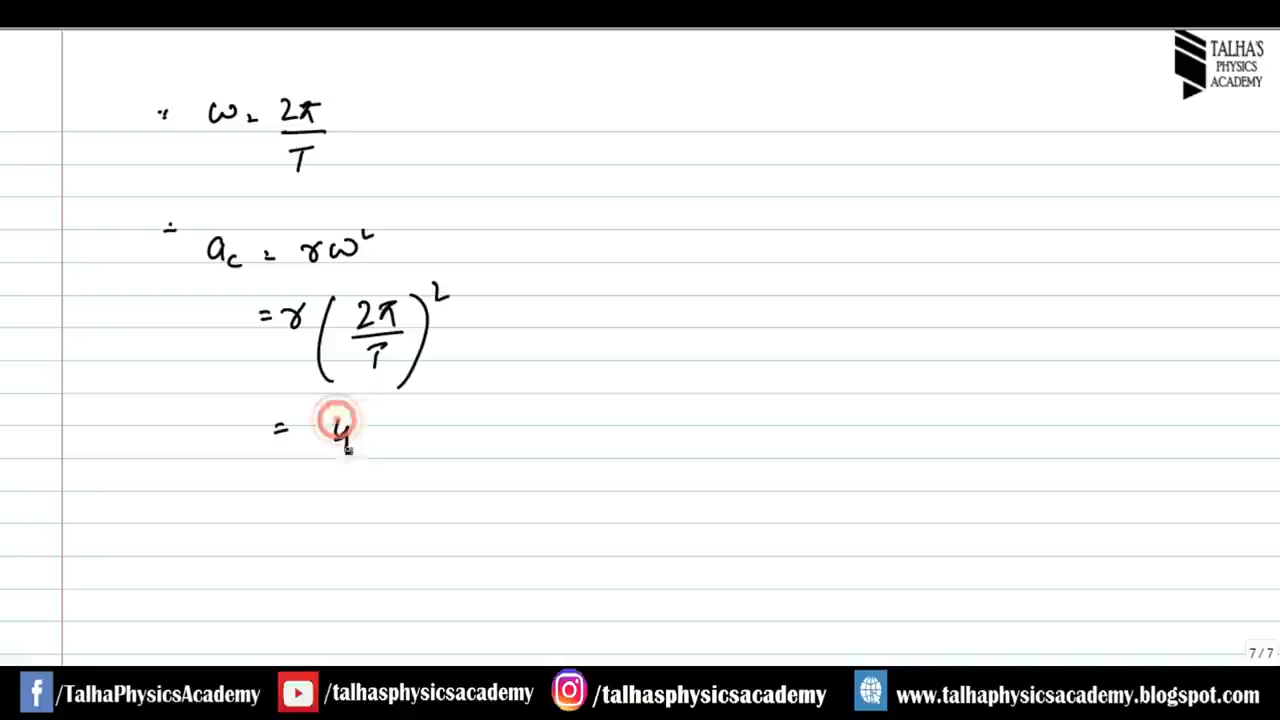 TALHA'S
PHYSICS
ACADEMY
∵ ω = 2π/T
∴
a_c = rω²
= r (2π/T)²
= 4
7 / 7
/TalhaPhysicsAcademy
/talhasphysicsacademy
/talhasphysicsacademy
www.talhaphysicsacademy.blogspot.com